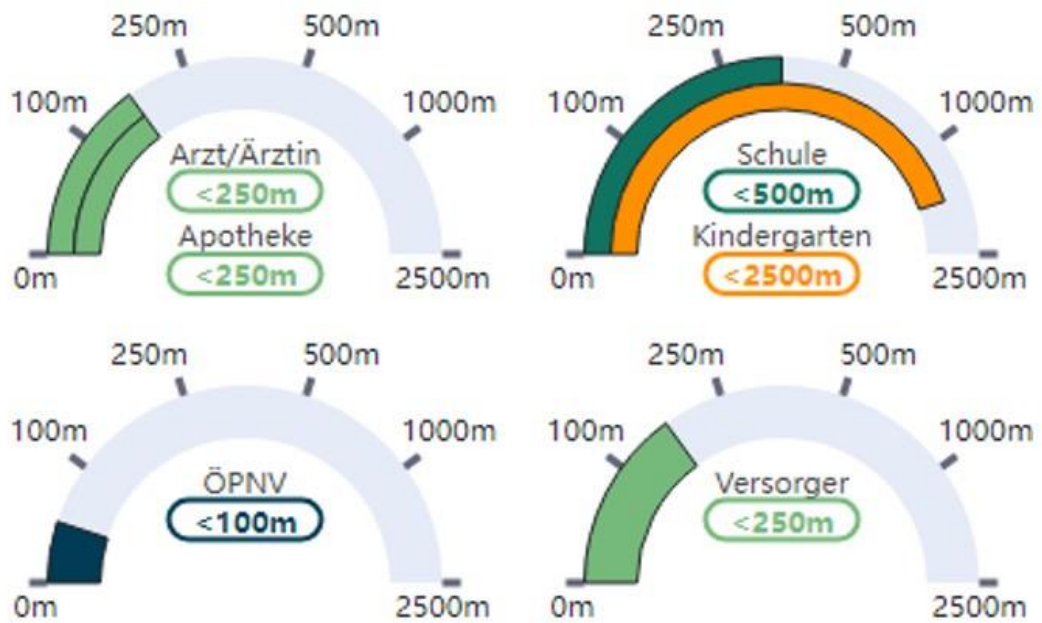 250m
500m
100m
1000m
Arzt/Ärztin
<250m
Apotheke
<250m
0m
2500m
250m
500m
100m
1000m
Schule
<500m
Kindergarten
<2500m
0m
2500m
250m
500m
100m
1000m
ÖPNV
<100m
0m
2500m
250m
500m
100m
1000m
Versorger
<250m
0m
2500m